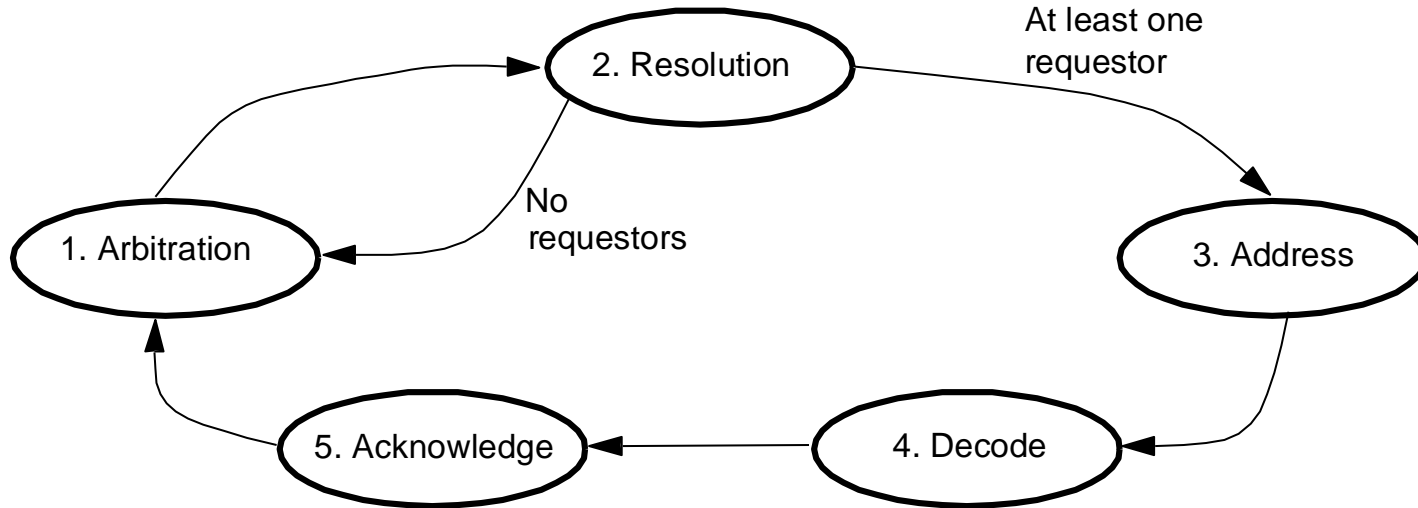 At least one
requestor
2. Resolution
No
requestors
1. Arbitration
3. Address
5. Acknowledge
4. Decode